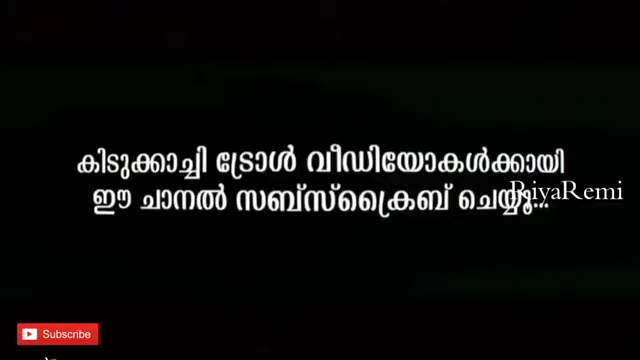 കിടുക്കാച്ചി ട്രോൾ വീഡിയോകൾക്കായി
ഈ ചാനൽ സബ്സ്ക്രൈബ് ചെയ്യൂ...
RiyaRemi
Subscribe